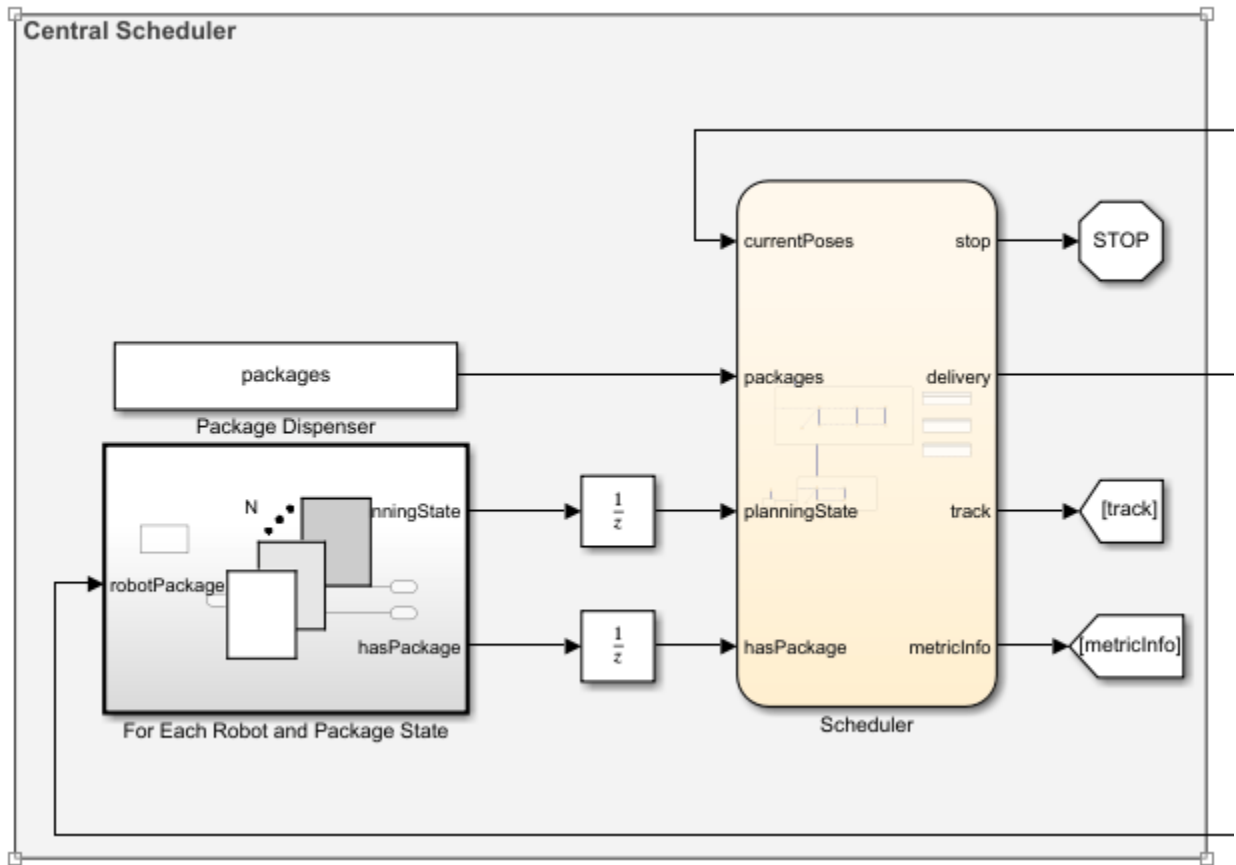 Central Scheduler
currentPoses
stop
STOP
packages
Package Dispenser
packages
delivery
N
nningState
1
z
planningState
track
[track]
robotPackage
hasPackage
1
z
hasPackage
metricInfo
[metricInfo]
For Each Robot and Package State
Scheduler